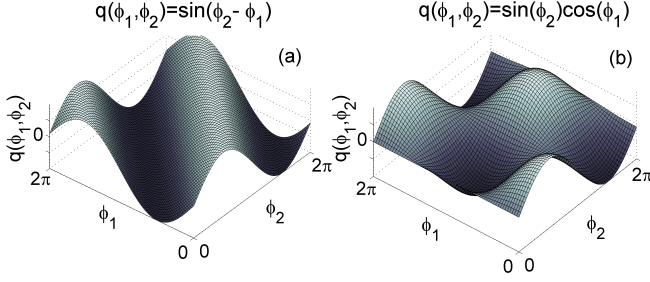 q(ϕ₁,ϕ₂)=sin(ϕ₂- ϕ₁)
(a)
q(ϕ₁,ϕ₂)
0
2π
ϕ₁
0
0
ϕ₂
2π
q(ϕ₁,ϕ₂)=sin(ϕ₂)cos(ϕ₁)
(b)
q(ϕ₁,ϕ₂)
0
2π
ϕ₁
0
0
ϕ₂
2π